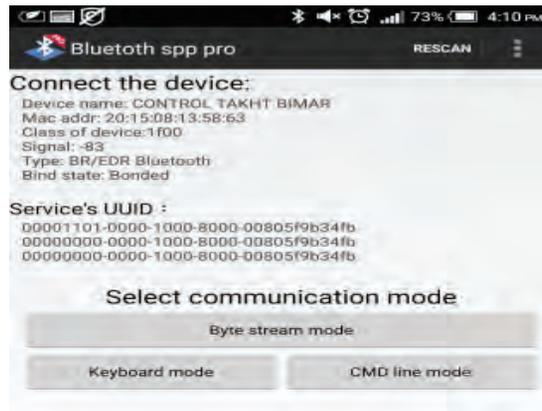 73% 4:10 PM
Bluetoth spp pro RESCAN
Connect the device:
Device name: CONTROL TAKHT BIMAR
Mac addr: 20:15:08:13:58:63
Class of device:1f00
Signal: -83
Type: BR/EDR Bluetooth
Bind state: Bonded
Service's UUID :
00001101-0000-1000-8000-00805f9b34fb
00000000-0000-1000-8000-00805f9b34fb
00000000-0000-1000-8000-00805f9b34fb
Select communication mode
Byte stream mode
Keyboard mode CMD line mode